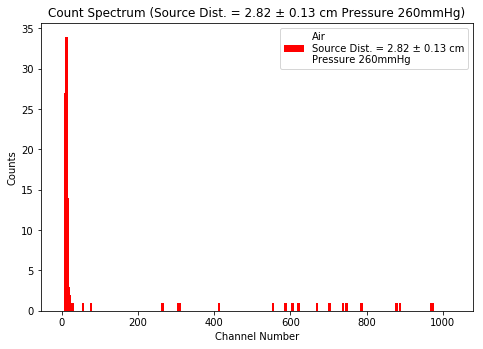 Count Spectrum (Source Dist. = 2.82 ± 0.13 cm Pressure 260mmHg)
Air
Source Dist. = 2.82 ± 0.13 cm
Pressure 260mmHg
Counts
35
30
25
20
15
10
5
0
0 200 400 600 800 1000
Channel Number